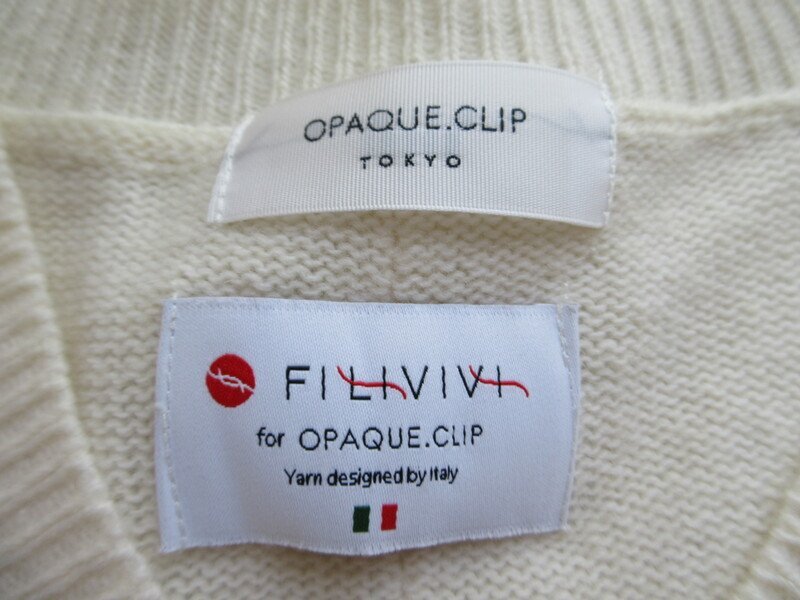 OPAQUE.CLIP
TOKYO
FILIVIVI
for OPAQUE.CLIP
Yarn designed by Italy